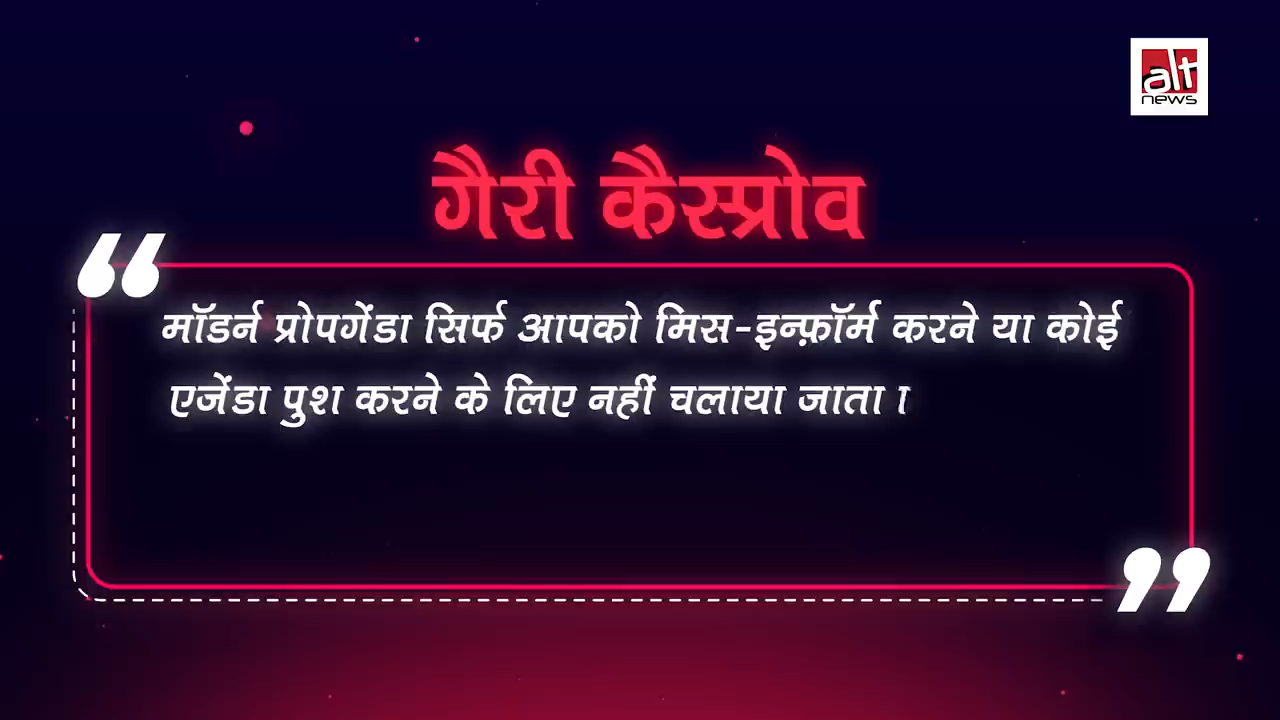 alt
news
गैरी कैस्प्रोव
“
मॉडर्न प्रोपगेंडा सिर्फ आपको मिस-इन्फ़ॉर्म करने या कोई
एजेंडा पुश करने के लिए नहीं चलाया जाता
”